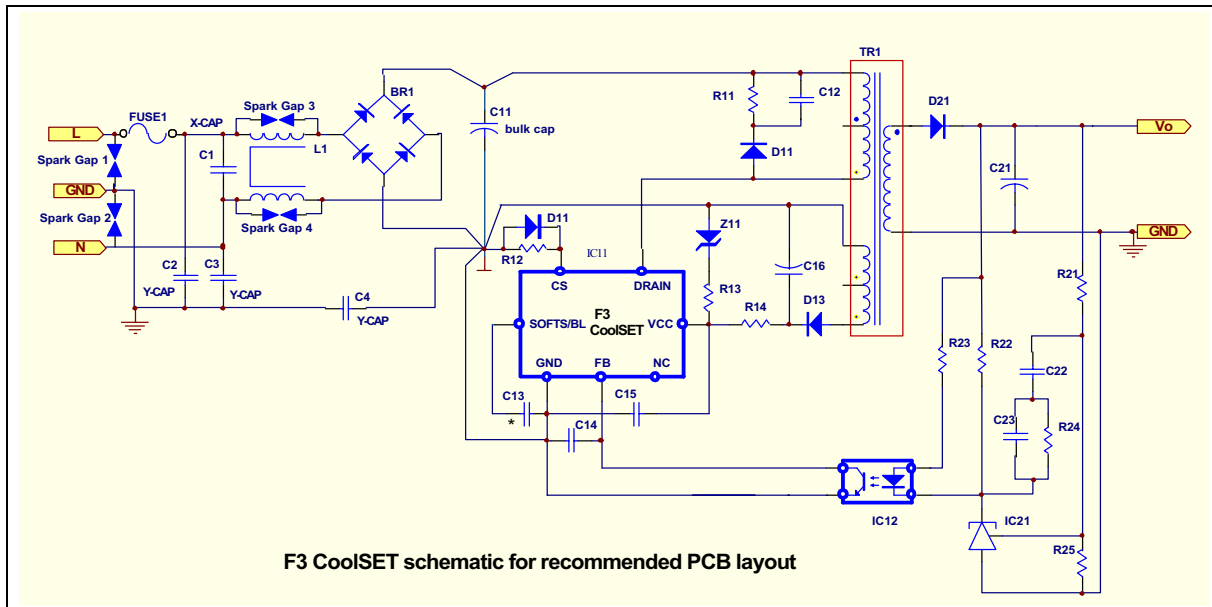 TR1
BR1
Spark Gap 3
FUSE1
X-CAP
C11
bulk cap
R11
C12
D21
L
Vo
Spark Gap 1
C1
L1
D11
C21
GND
Spark Gap 2
Spark Gap 4
D11
Z11
N
R12
IC11
C16
GND
C2
C3
CS
DRAIN
R13
R21
Y-CAP
Y-CAP
C4
Y-CAP
SOFTS/BL
F3
CoolSET
VCC
R14
D13
R23
R22
GND
FB
NC
C22
C13
*
C15
C14
C23
R24
IC12
IC21
R25
F3 CoolSET schematic for recommended PCB layout